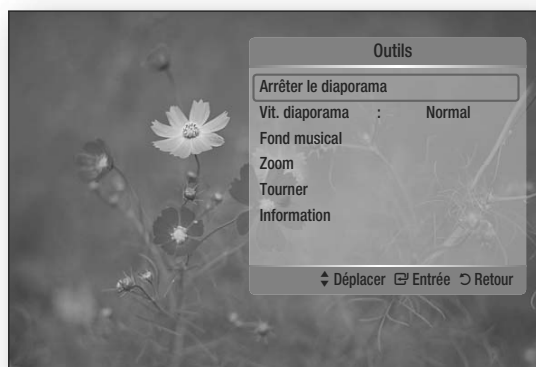 Outils
Arrêter le diaporama
Vit. diaporama : Normal
Fond musical
Zoom
Tourner
Information
Déplacer Entrée Retour